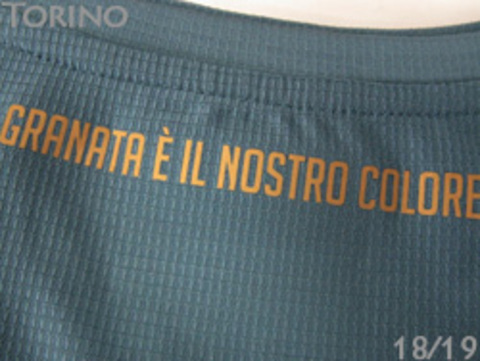 TORINO
GRANATA È IL NOSTRO COLORE
18/19